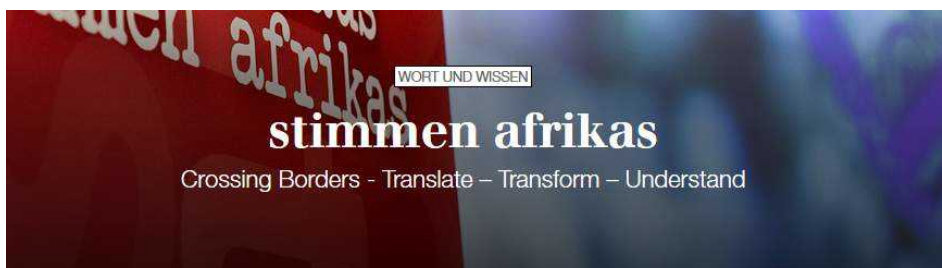 afrikas
WORT UND WISSEN
stimmen afrikas
Crossing Borders - Translate – Transform – Understand